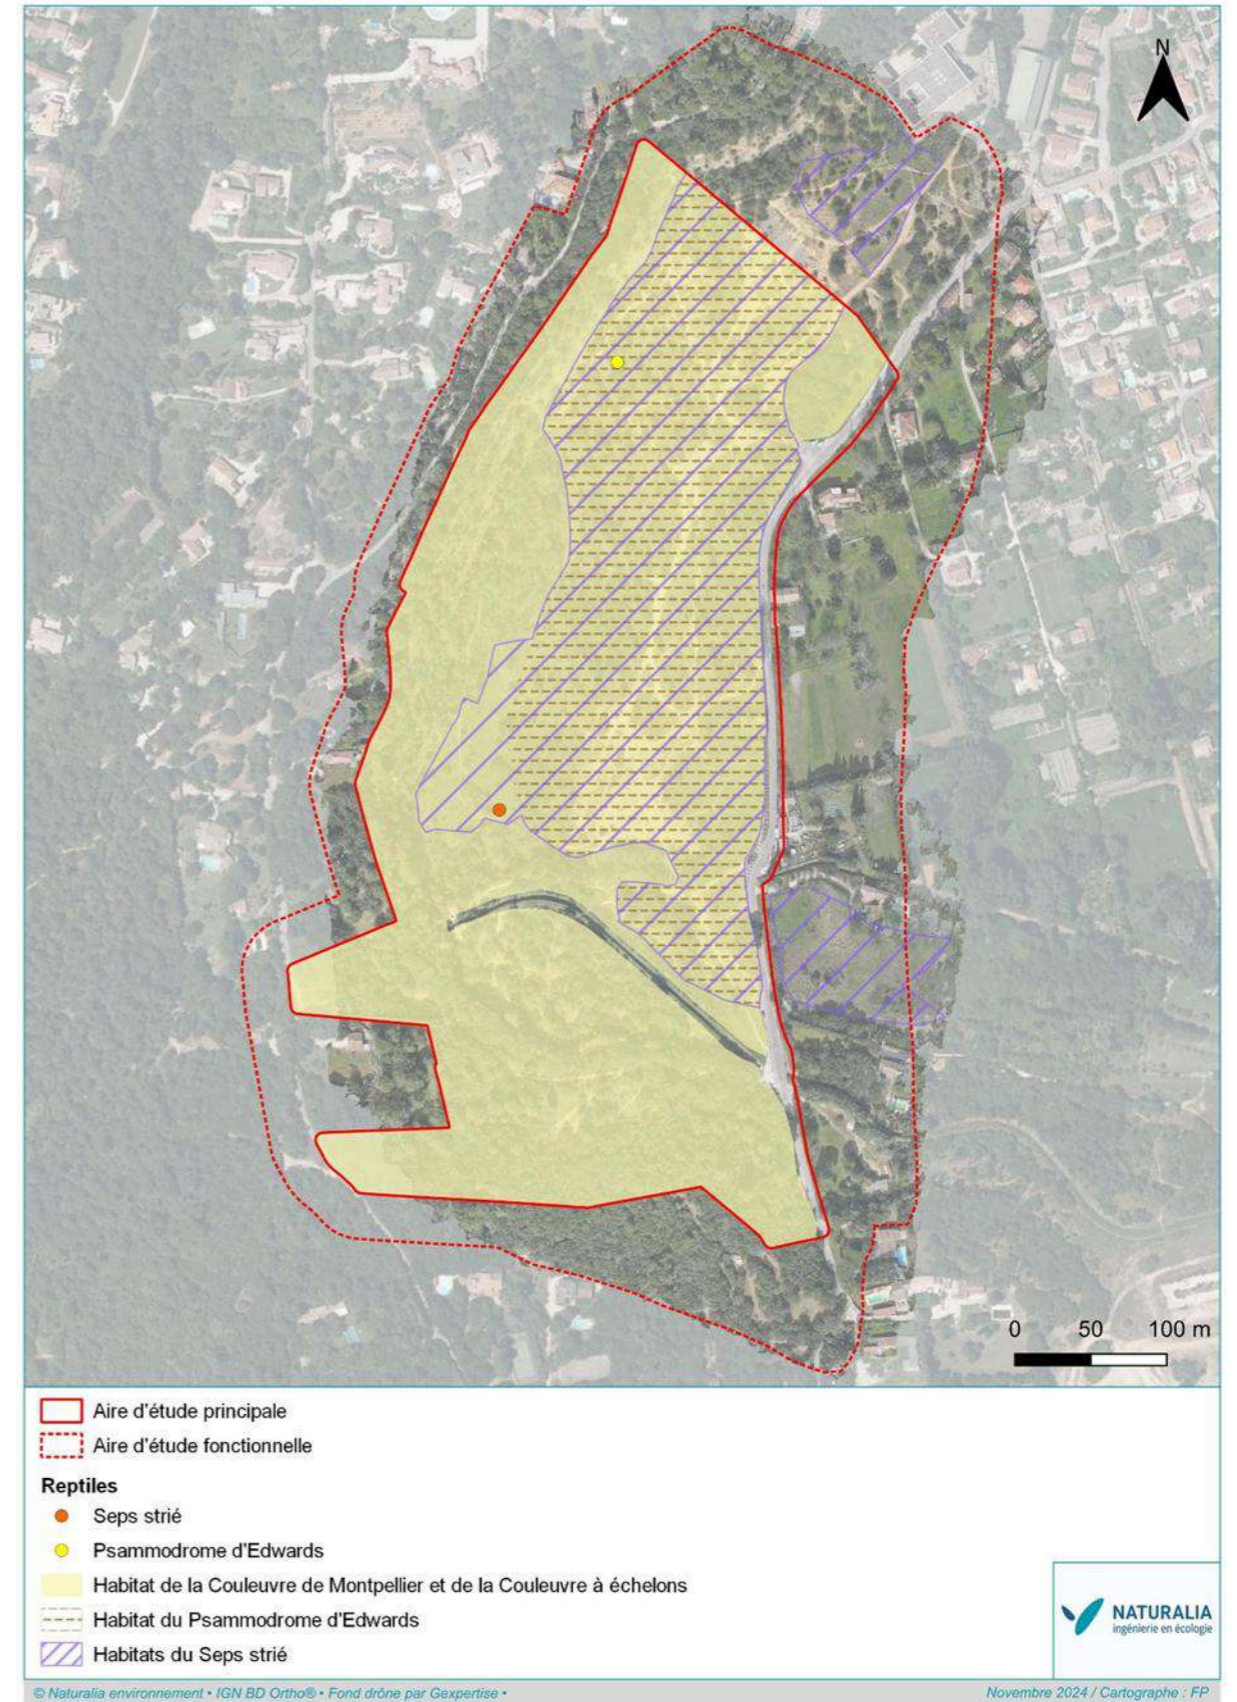 N
0 50 100 m
Aire d'étude principale
Aire d'étude fonctionnelle
Reptiles
Seps strié
Psammodrome d'Edwards
Habitat de la Couleuvre de Montpellier et de la Couleuvre à échelons
Habitat du Psammodrome d'Edwards
Habitats du Seps strié
NATURALIA
ingénierie en écologie
© Naturalia environnement • IGN BD Ortho® • Fond drône par Gexpertise •
Novembre 2024 / Cartographe : FP